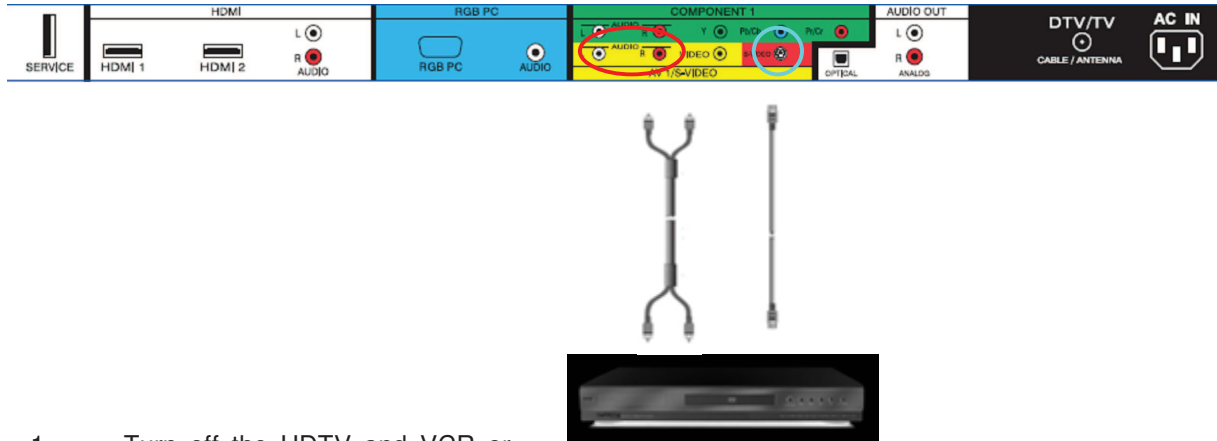 HDMI
RGB PC
COMPONENT 1
AUDIO OUT
DTV/TV
AC IN
L
L AUDIO R
Y
Pb/Cb
Pr/Cr
L
SERVICE
HDMI 1
HDMI 2
R
AUDIO
RGB PC
AUDIO
AUDIO R
VIDEO
AV 1/S-VIDEO
OPTICAL
R
ANALOG
CABLE / ANTENNA
1. Turn off the HDTV and VCR or